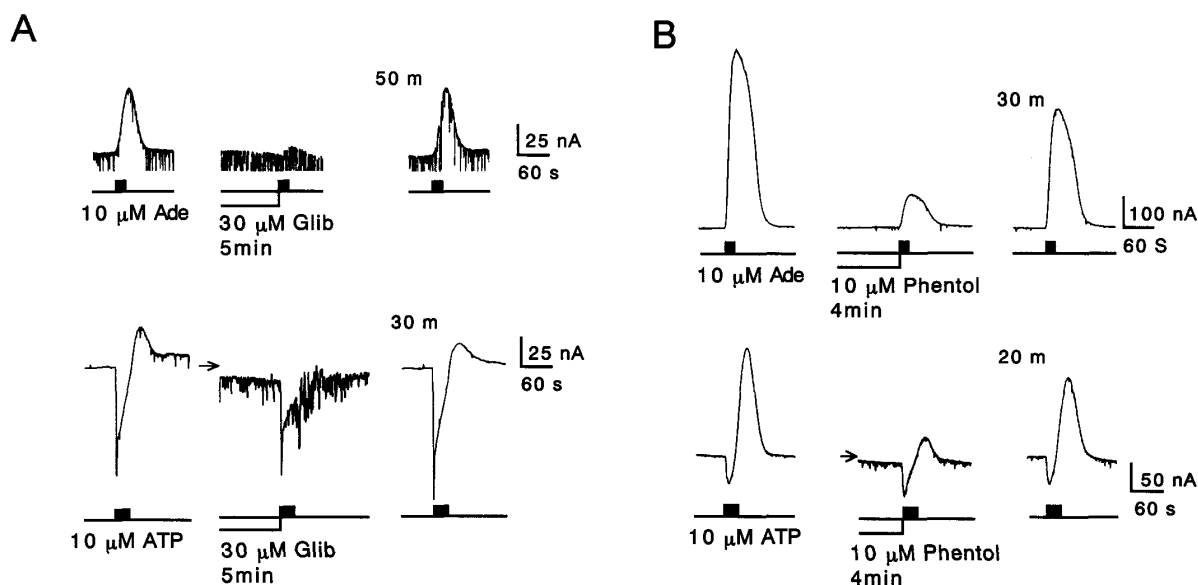 A
50 m
25 nA
60 s
10 μM Ade
30 μM Glib
5min
30 m
25 nA
60 s
10 μM ATP
30 μM Glib
5min
B
30 m
100 nA
60 S
10 μM Ade
10 μM Phentol
4min
20 m
50 nA
60 s
10 μM ATP
10 μM Phentol
4min